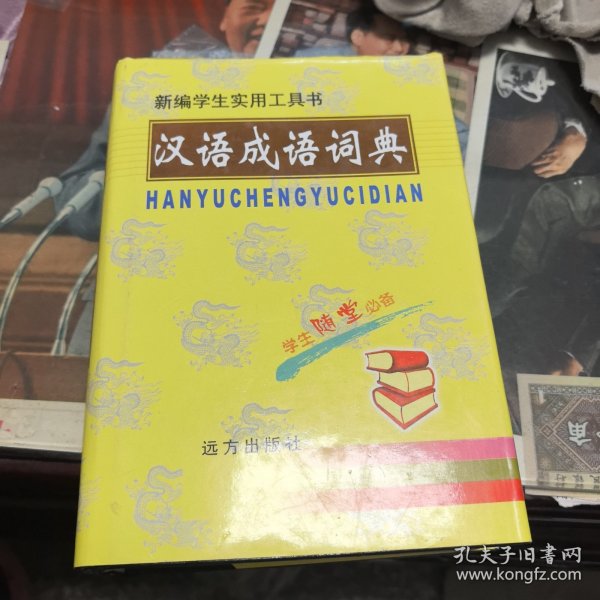 新编学生实用工具书
汉语成语词典
HANYUCHENGYUCIDIAN
学生随堂必备
远方出版社
角
孔夫子旧书网
www.kongfz.com